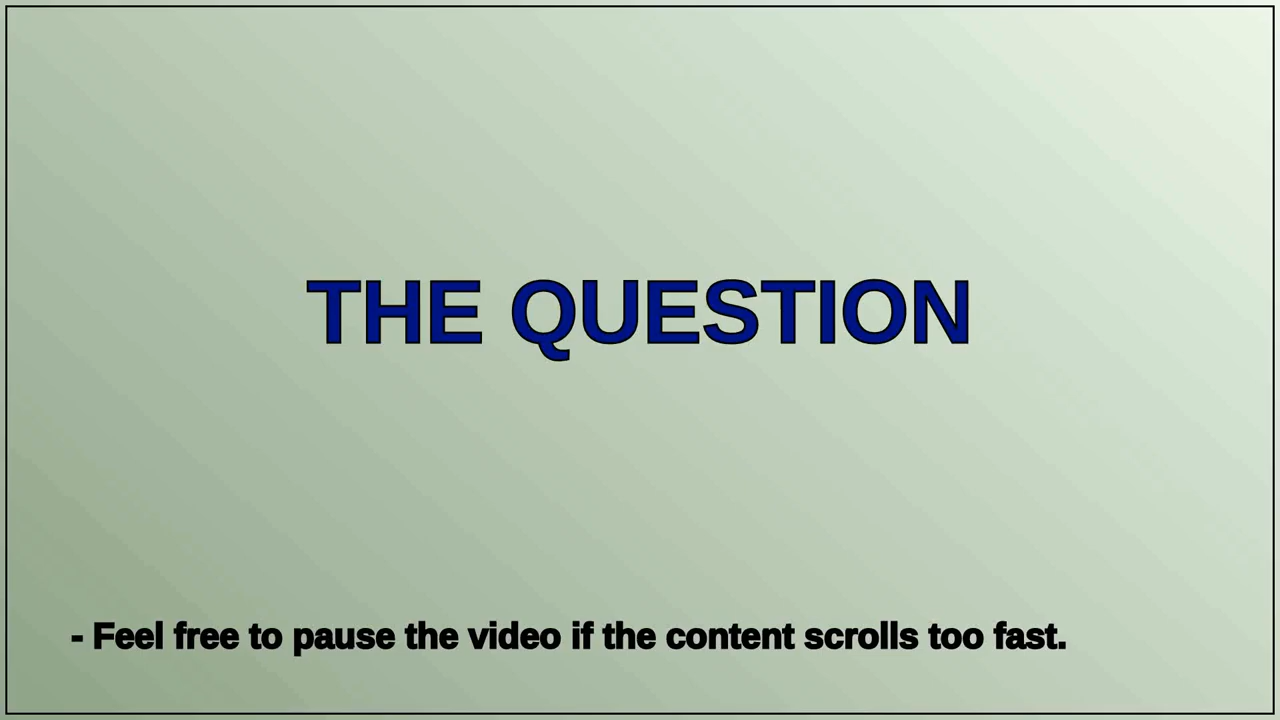 THE QUESTION
- Feel free to pause the video if the content scrolls too fast.